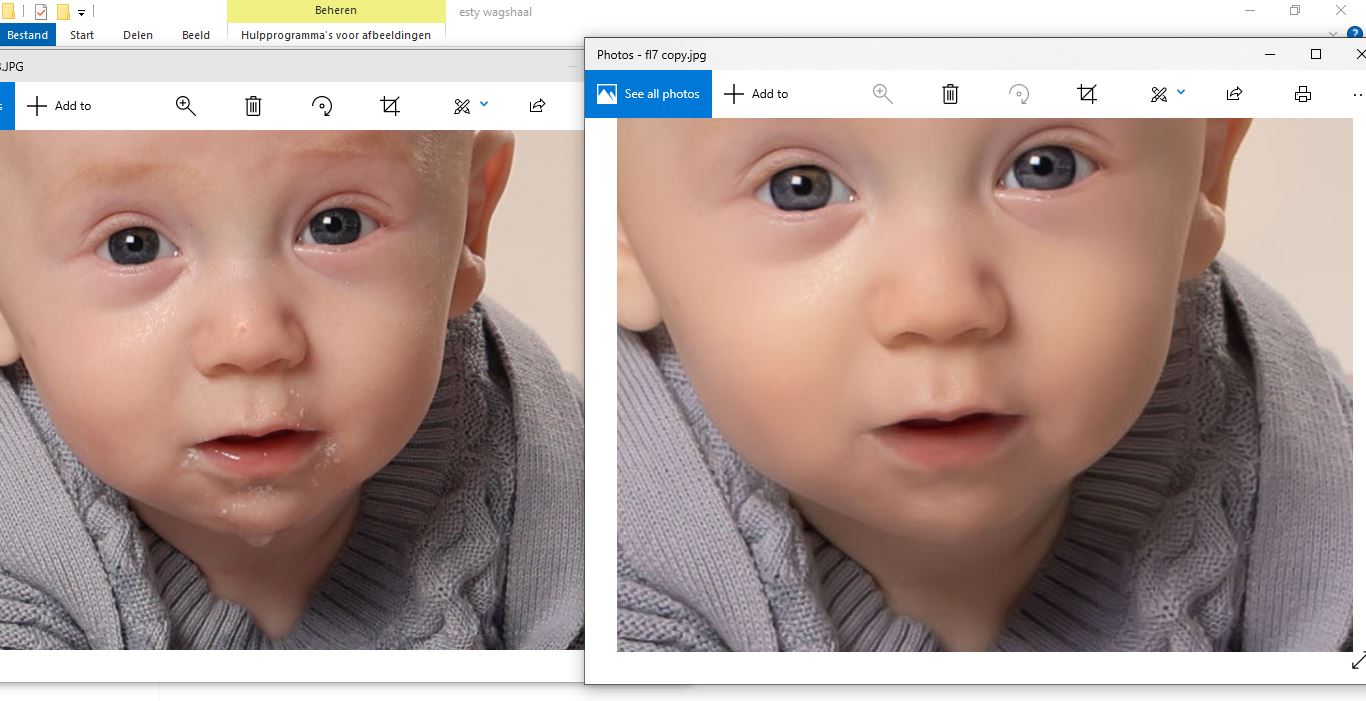 Beheren
esty wagshaal
Bestand Start Delen Beeld Hulpprogramma's voor afbeeldingen
.JPG
Add to
Photos - fl7 copy.jpg
See all photos Add to